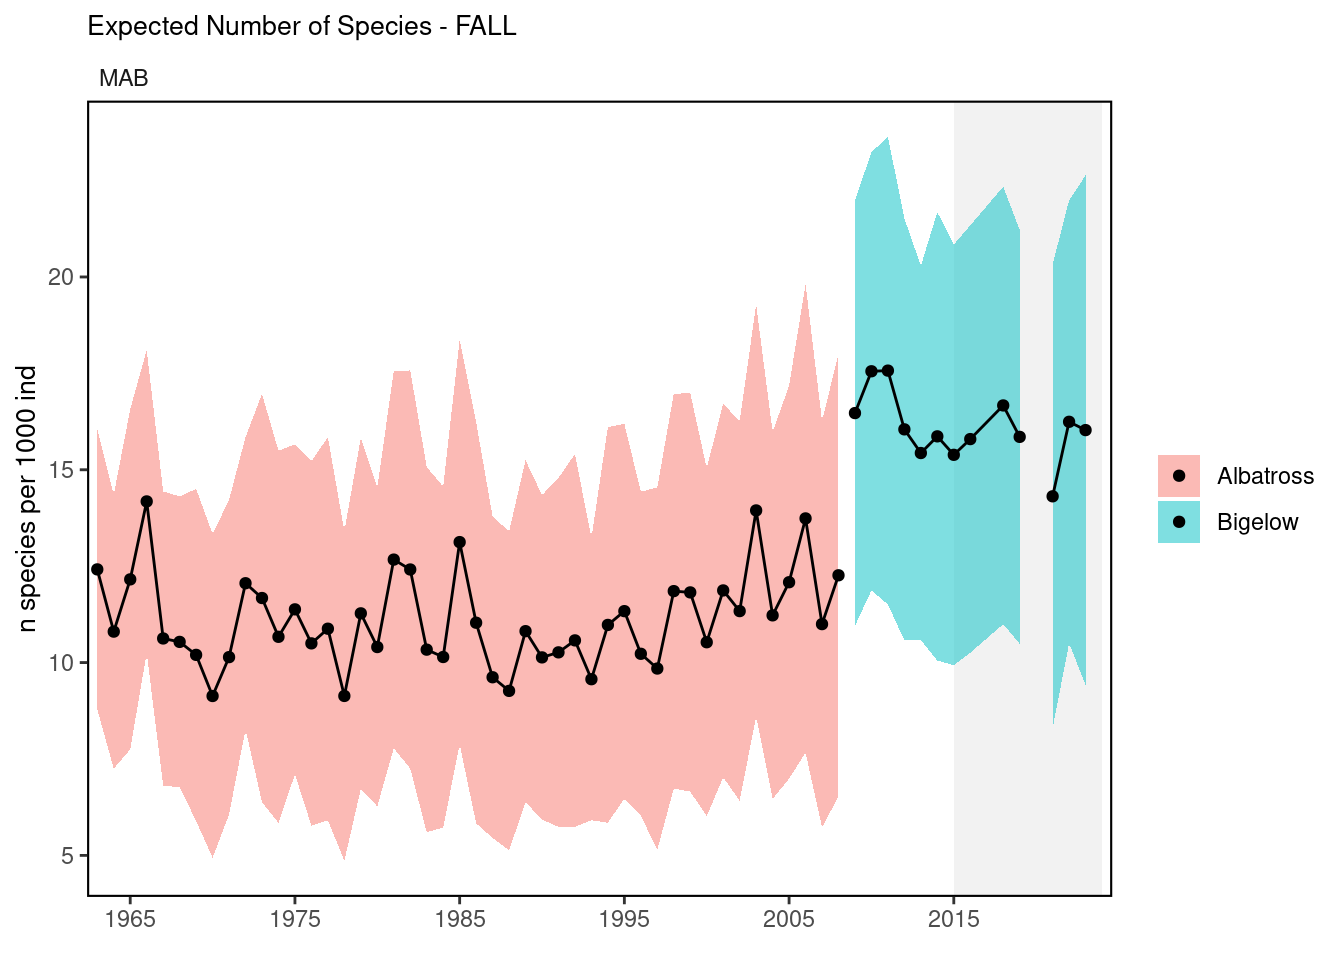 Expected Number of Species - FALL
MAB
n species per 1000 ind
20
15
10
5
1965 1975 1985 1995 2005 2015
Albatross
Bigelow